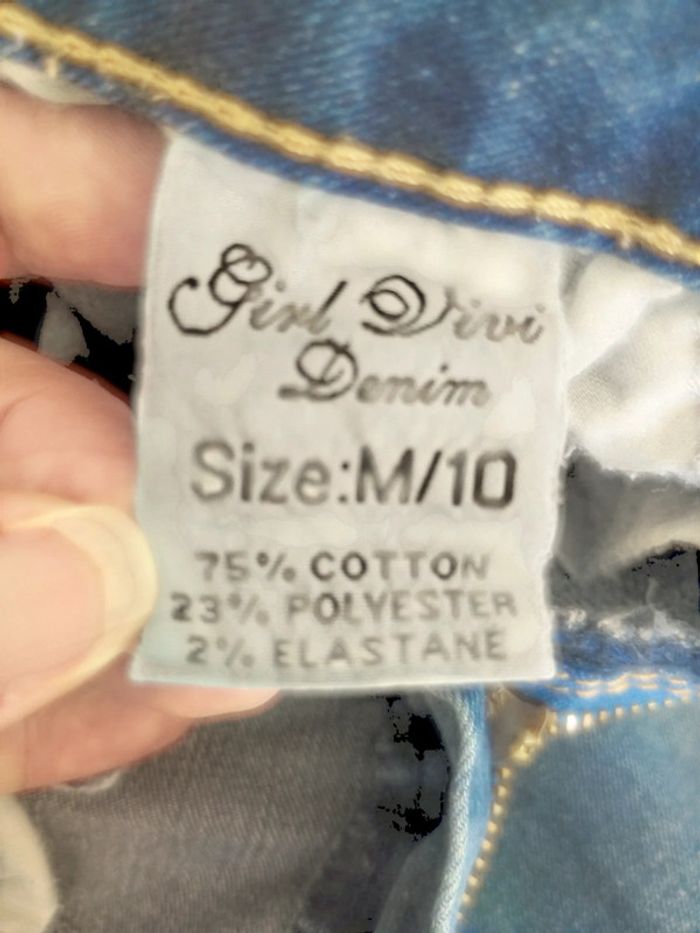 Girl Vivi
Denim
Size:M/10
75% COTTON
23% POLYESTER
2% ELASTANE